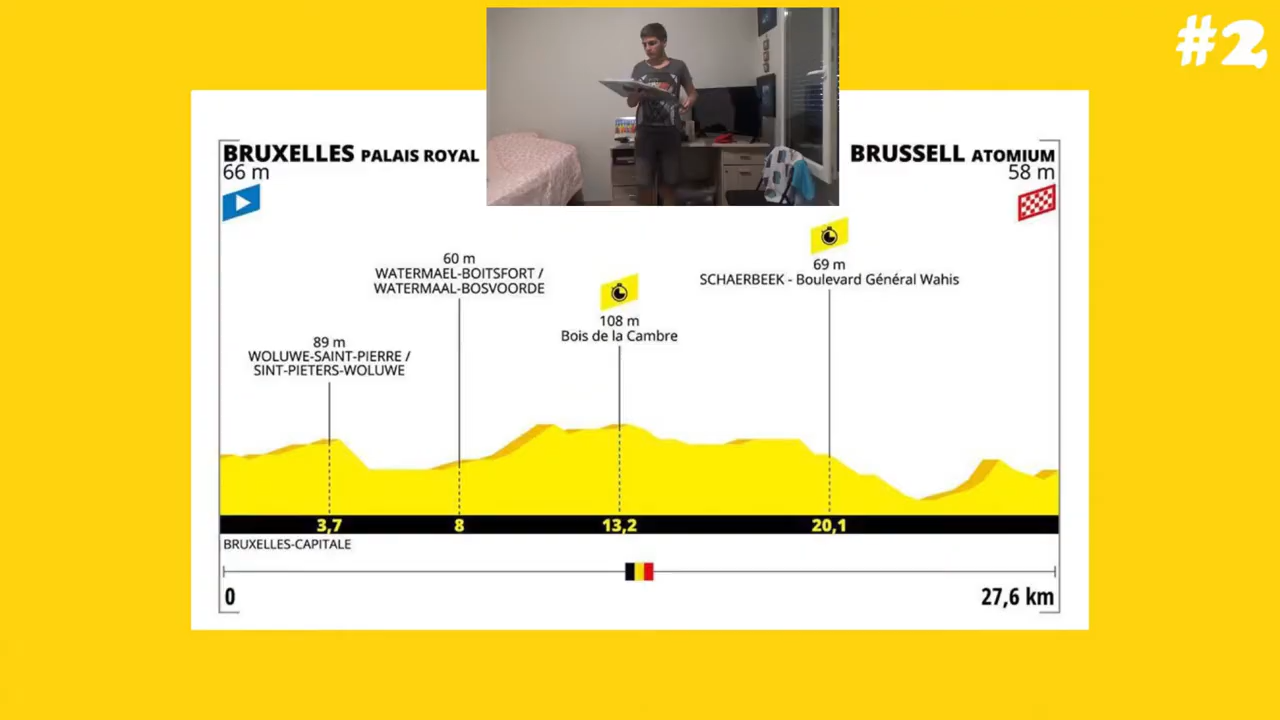 #2
BRUXELLES PALAIS ROYAL
66 m
BRUSSELL ATOMIUM
58 m
69 m
SCHAERBEEK - Boulevard Général Wahis
60 m
WATERMAEL-BOITSFORT /
WATERMAAL-BOSVOORDE
108 m
Bois de la Cambre
89 m
WOLUWE-SAINT-PIERRE /
SINT-PIETERS-WOLUWE
3,7
8
13,2
20,1
BRUXELLES-CAPITALE
0
27,6 km